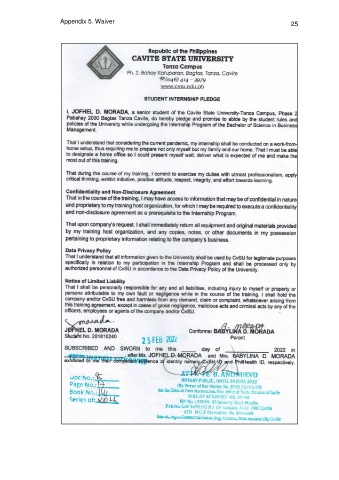 Appendix 5. Waiver
25
Republic of the Philippines
CAVITE STATE UNIVERSITY
Tanza Campus
Ph. 2, Bahay Katuparan, Bagtas, Tanza, Cavite
(046) 414 – 3979
www.cvsu.edu.ph
STUDENT INTERNSHIP PLEDGE
I, JOFHEL D. MORADA, a senior student of the Cavite State University-Tanza Campus, Phase 2
Pabahay 2000 Bagtas Tanza Cavite, do hereby pledge and promise to abide by the student rules and
policies of the University while undergoing the Internship Program of the Bachelor of Science in Business
Management.
That I understand that considering the current pandemic, my internship shall be conducted on a work-from-
home setup, thus requiring me to prepare not only myself but my family and our home. That I must be able
to designate a home office so I could present myself well, deliver what is expected of me and make the
most out of this training.
That during the course of my training, I commit to exercise my duties with utmost professionalism, apply
critical thinking, exhibit initiative, positive attitude, respect, integrity, and effort towards learning.
Confidentiality and Non-Disclosure Agreement
That in the course of the training, I may have access to information that may be of confidential in nature
and proprietary to my training host organization, for which I may be required to execute a confidentiality
and non-disclosure agreement as a prerequisite to the Internship Program.
That upon company's request, I shall immediately return all equipment and original materials provided
by my training host organization, and any copies, notes, or other documents in my possession
pertaining to proprietary information relating to the company's business.
Data Privacy Policy
That I understand that all information given to the University shall be used by CvSU for legitimate purposes
specifically in relation to my participation in the Internship Program and shall be processed only by
authorized personnel of CvSU in accordance to the Data Privacy Policy of the University.
Notice of Limited Liability
That I shall be personally responsible for any and all liabilities, including injury to myself or property or
persons attributable to my own fault or negligence while in the course of the training. I shall hold the
company and/or CvSU free and harmless from any demand, claim or complaint, whatsoever arising from
this training agreement, except in cases of gross negligence, malicious acts and criminal acts by any of the
officers, employees or agents of the company and/or CvSU.
JOFHEL D. MORADA
Conforme: BABYLINA D. MORADA
Student No. 201810240
Parent
25 FEB 2022
SUBSCRIBED AND SWORN to me this day of 2022 in
affiants Mr. JOFHEL D. MORADA and Mrs. BABYLINA D. MORADA
exhibited to me their competent evidence of identity namely CvSU ID and PhilHealth ID, respectively.
Doc No.:
Page No.:
Book No.:
Series of:
NOTARY PUBLIC, UNTIL 30 JUNE 2022